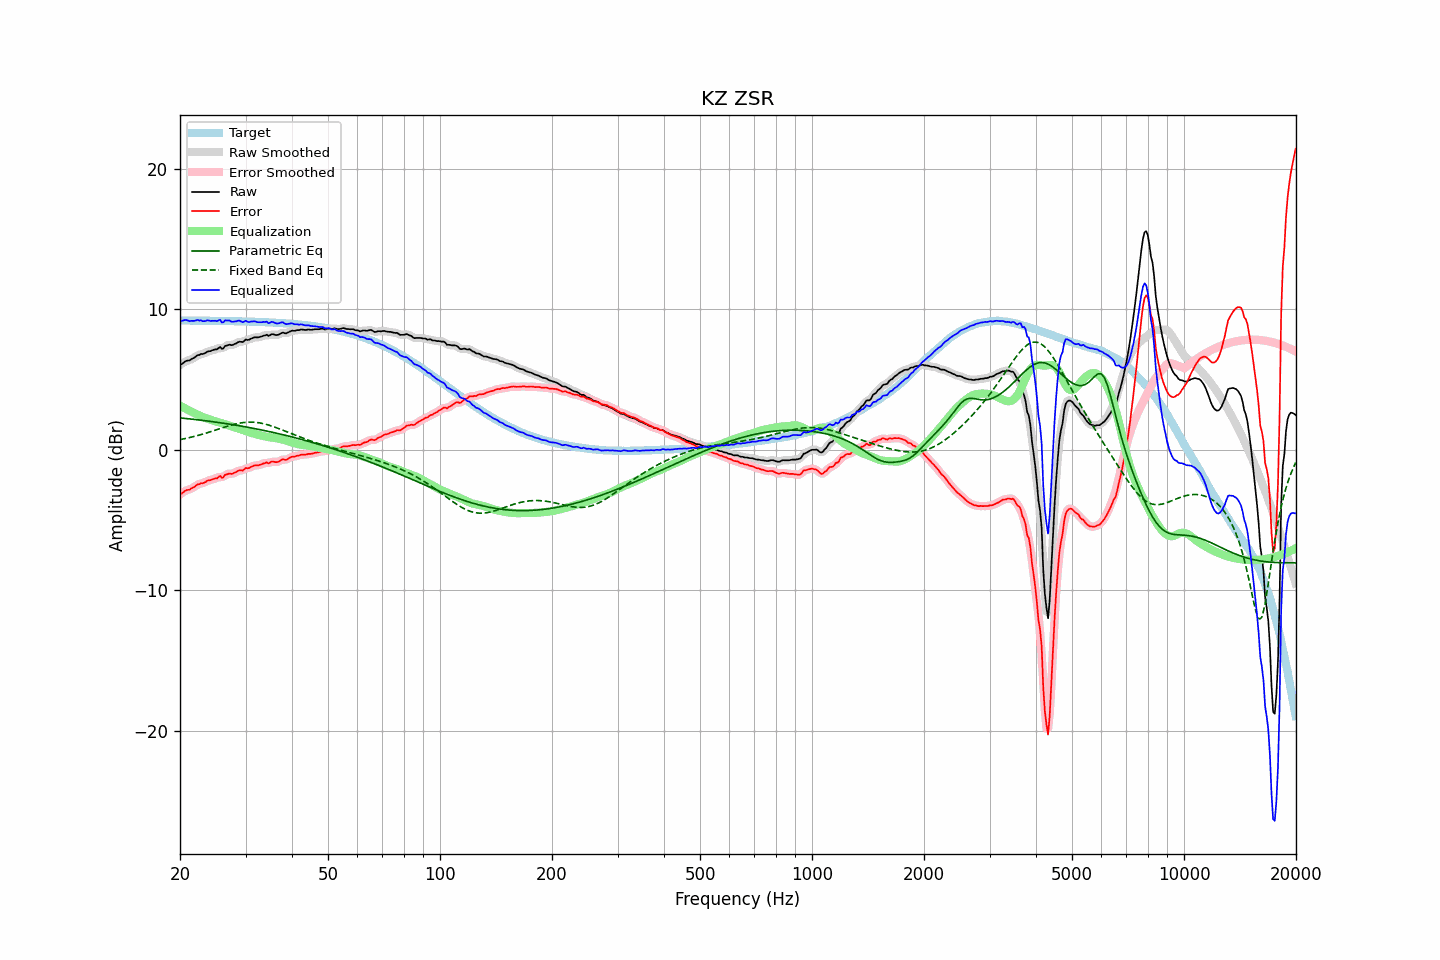 KZ ZSR
Target
Raw Smoothed
Error Smoothed
Raw
Error
Equalization
Parametric Eq
Fixed Band Eq
Equalized
20
10
0
−10
−20
Amplitude (dBr)
20 50 100 200 500 1000 2000 5000 10000 20000
Frequency (Hz)